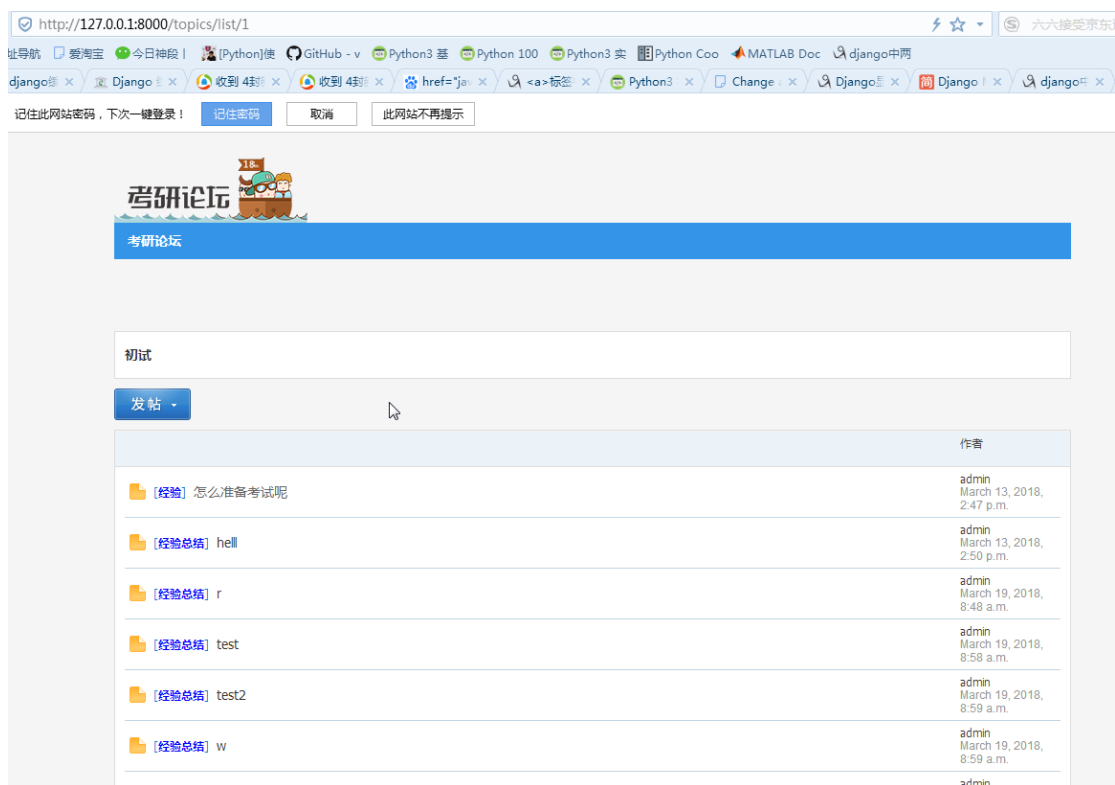 http://127.0.0.1:8000/topics/list/1 六六接受京东
址导航 爱淘宝 今日神段 [Python]使 GitHub - v Python3 基 Python 100 Python3 实 Python Coo MATLAB Doc django中两
Django 收到 4封 收到 4封 href="jav <a>标签 Python3 Change Django Django django中
记住此网站密码，下次一键登录！ 记住密码 取消 此网站不再提示
18
考研论坛
考研论坛
初试
发帖
作者
[经验] 怎么准备考试呢
admin
March 13, 2018,
2:47 p.m.
[经验总结] helll
admin
March 13, 2018,
2:50 p.m.
[经验总结] r
admin
March 19, 2018,
8:48 a.m.
[经验总结] test
admin
March 19, 2018,
8:58 a.m.
[经验总结] test2
admin
March 19, 2018,
8:59 a.m.
[经验总结] w
admin
March 19, 2018,
8:59 a.m.
admin